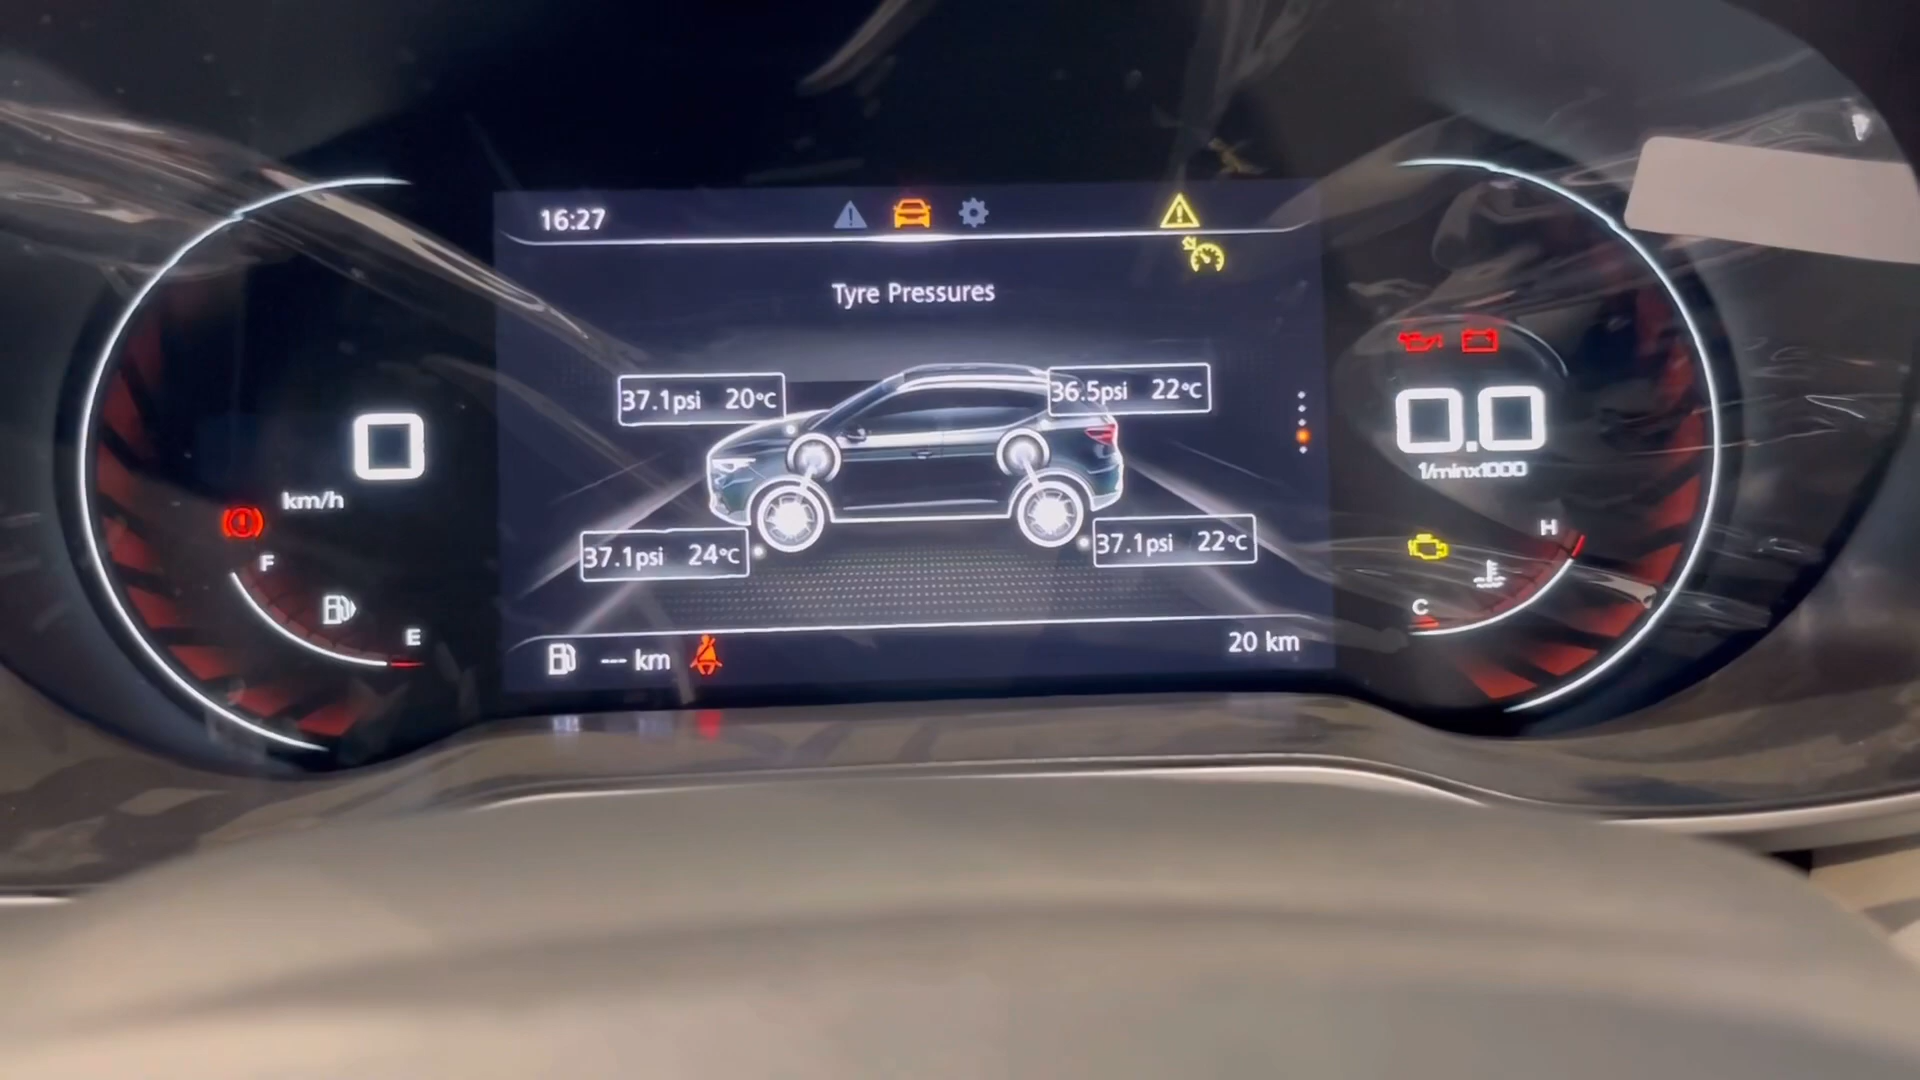 16:27
Tyre Pressures
37.1psi 20°C
36.5psi 22°C
0
0.0
km/h
1/minx1000
37.1psi 24°C
37.1psi 22°C
F
H
E
C
--- km
20 km